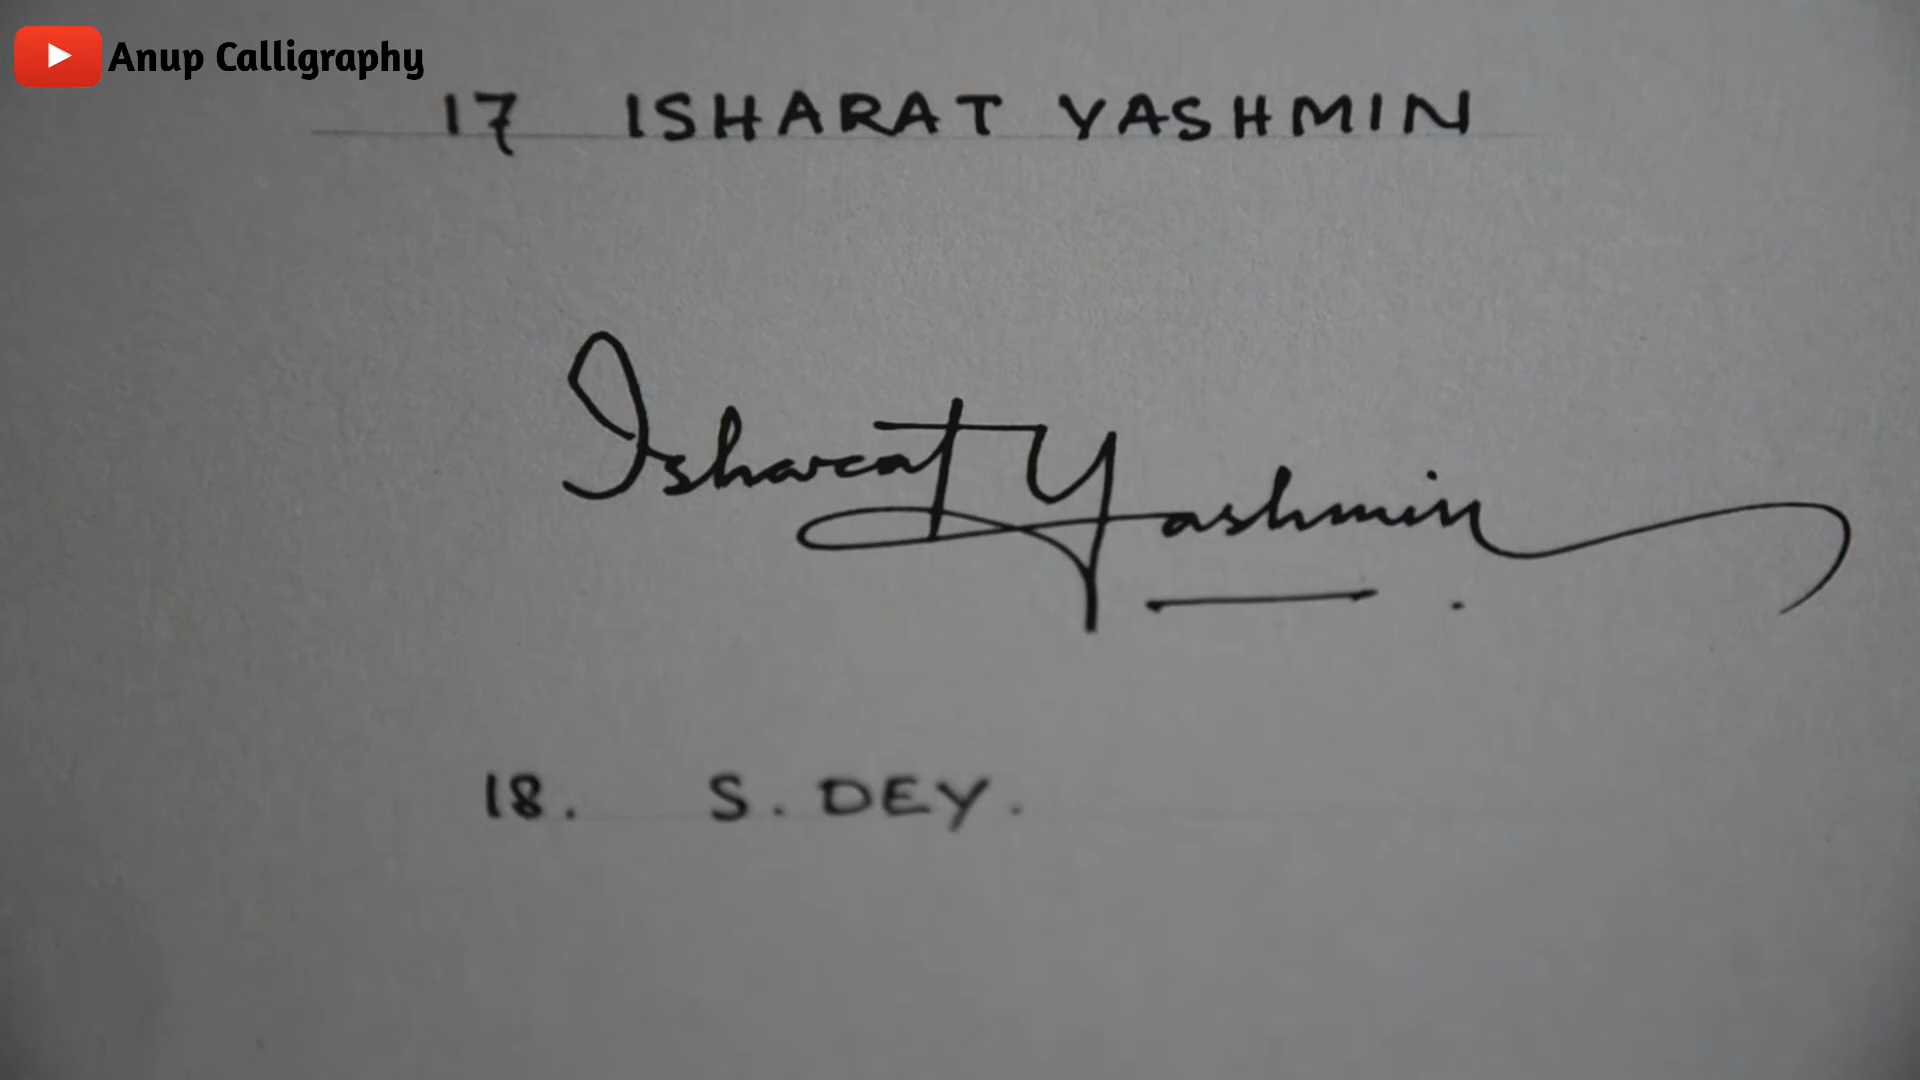 Anup Calligraphy
17 ISHARAT YASHMIN
Isharat Yashmin
18. S. DEY.